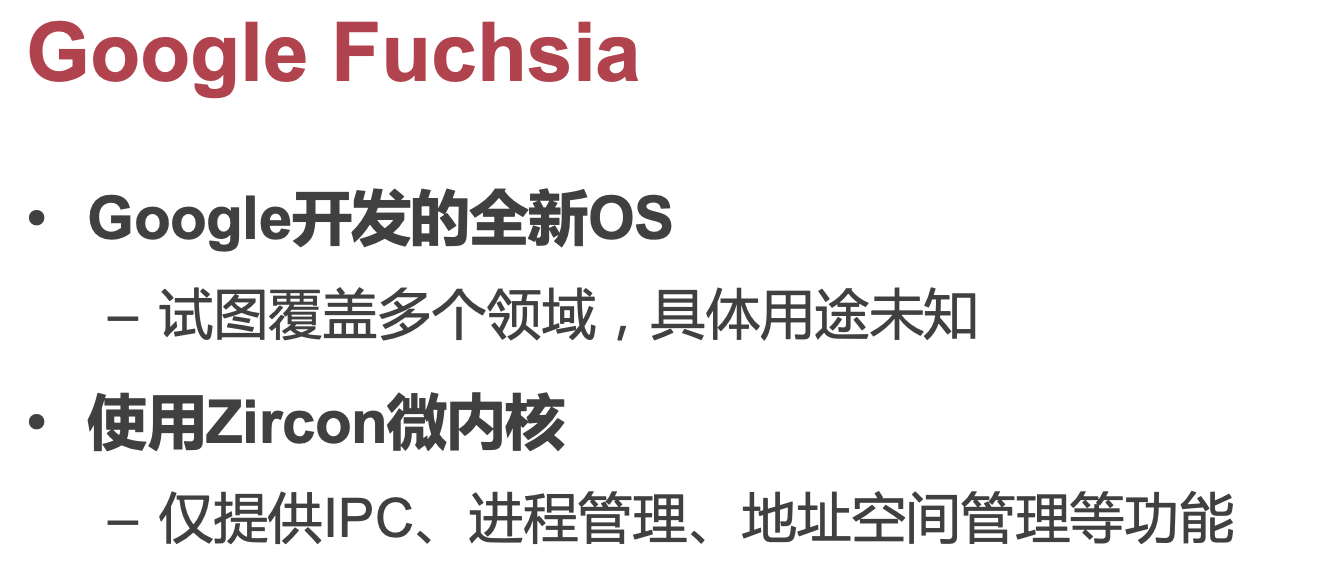 Google Fuchsia
• Google开发的全新OS
– 试图覆盖多个领域，具体用途未知
• 使用Zircon微内核
– 仅提供IPC、进程管理、地址空间管理等功能